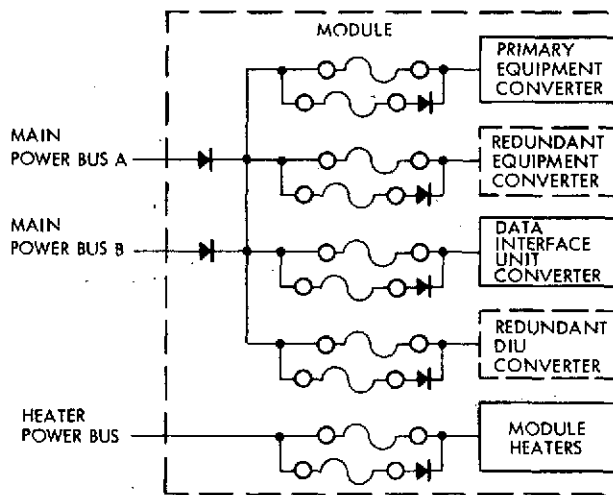 MODULE
PRIMARY
EQUIPMENT
CONVERTER
MAIN
POWER BUS A
REDUNDANT
EQUIPMENT
CONVERTER
MAIN
POWER BUS B
DATA
INTERFACE
UNIT
CONVERTER
REDUNDANT
DIU
CONVERTER
HEATER
POWER BUS
MODULE
HEATERS